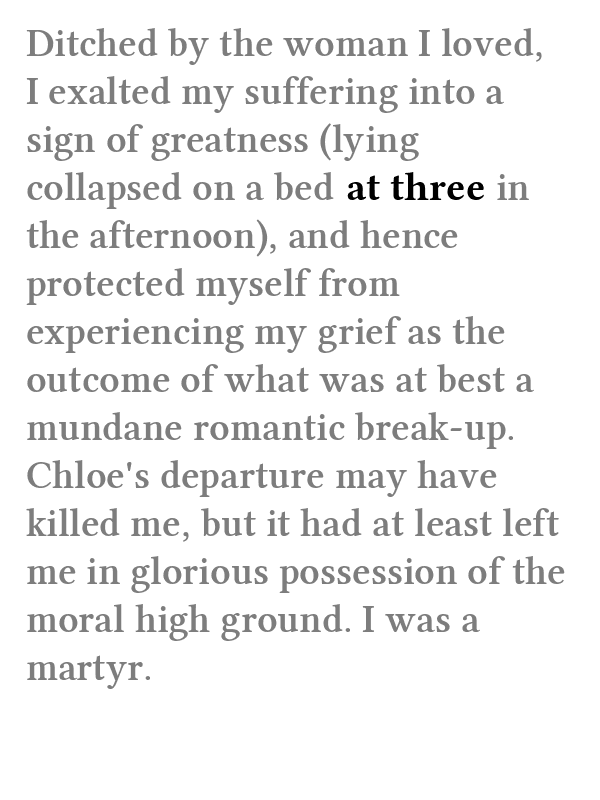 Ditched by the woman I loved,
I exalted my suffering into a
sign of greatness (lying
collapsed on a bed at three in
the afternoon), and hence
protected myself from
experiencing my grief as the
outcome of what was at best a
mundane romantic break-up.
Chloe's departure may have
killed me, but it had at least left
me in glorious possession of the
moral high ground. I was a
martyr.